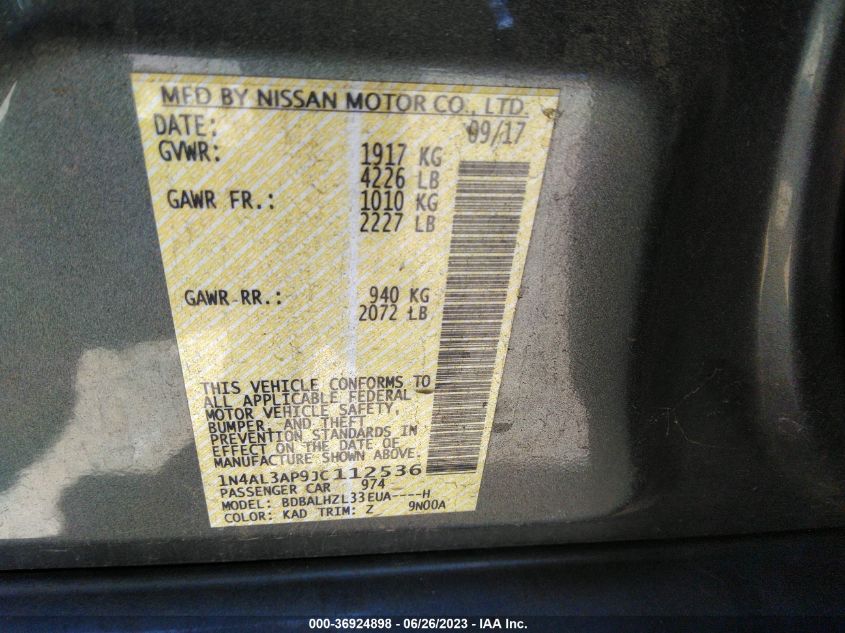 MFD BY NISSAN MOTOR CO., LTD.
DATE: 09/17
GVWR: 1917 KG
4226 LB
GAWR FR.: 1010 KG
2227 LB
GAWR RR.: 940 KG
2072 LB
THIS VEHICLE CONFORMS TO
ALL APPLICABLE FEDERAL
MOTOR VEHICLE SAFETY,
BUMPER, AND THEFT
PREVENTION STANDARDS IN
EFFECT ON THE DATE OF
MANUFACTURE SHOWN ABOVE.
1N4AL3AP9JC112536
PASSENGER CAR 974
MODEL: BDBALHZL33EUA----H
COLOR: KAD TRIM: Z 9N00A
000-36924898 - 06/26/2023 - IAA Inc.